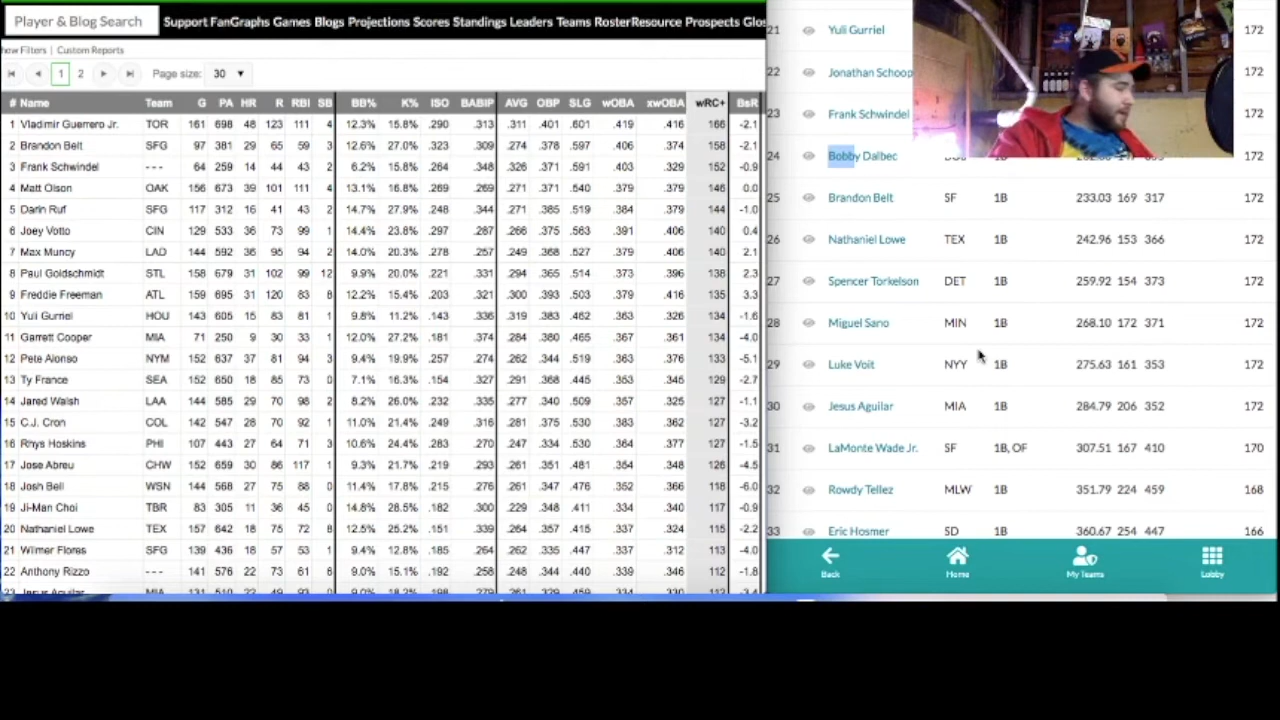 Player & Blog Search Support FanGraphs Games Blogs Projections Scores Standings Leaders Teams RosterResource Prospects Glos
how Filters | Custom Reports
1 2 Page size: 30
# Name Team G PA HR R RBI SB BB% K% ISO BABIP AVG OBP SLG wOBA xwOBA wRC+ BsR
1 Vladimir Guerrero Jr. TOR 161 698 48 123 111 4 12.3% 15.8% .290 .313 .311 .401 .601 .419 .416 166 -2.1
2 Brandon Belt SFG 97 381 29 65 59 3 12.6% 27.0% .323 .309 .274 .378 .597 .406 .374 158 -2.1
3 Frank Schwindel --- 64 259 14 44 43 2 6.2% 15.8% .264 .348 .326 .371 .591 .403 .329 152 -0.9
4 Matt Olson OAK 156 673 39 101 111 4 13.1% 16.8% .269 .269 .271 .371 .540 .379 .379 146 0.0
5 Darin Ruf SFG 117 312 16 41 43 2 14.7% 27.9% .248 .344 .271 .385 .519 .384 .379 144 -1.0
6 Joey Votto CIN 129 533 36 73 99 1 14.4% 23.8% .297 .287 .266 .375 .563 .391 .406 140 0.4
7 Max Muncy LAD 144 592 36 95 94 2 14.0% 20.3% .278 .257 .249 .368 .527 .379 .406 140 2.1
8 Paul Goldschmidt STL 158 679 31 102 99 12 9.9% 20.0% .221 .331 .294 .365 .514 .373 .396 138 2.3
9 Freddie Freeman ATL 159 695 31 120 83 8 12.2% 15.4% .203 .321 .300 .393 .503 .379 .416 135 3.3
10 Yuli Gurriel HOU 143 605 15 83 81 1 9.8% 11.2% .143 .336 .319 .383 .462 .363 .326 134 -1.6
11 Garrett Cooper MIA 71 250 9 30 33 1 12.0% 27.2% .181 .374 .284 .380 .465 .367 .361 134 -4.0
12 Pete Alonso NYM 152 637 37 81 94 3 9.4% 19.9% .257 .274 .262 .344 .519 .363 .376 133 -5.1
13 Ty France SEA 152 650 18 85 73 0 7.1% 16.3% .154 .327 .291 .368 .445 .353 .345 129 -2.7
14 Jared Walsh LAA 144 585 29 70 98 2 8.2% 26.0% .232 .335 .277 .340 .509 .357 .325 127 -1.1
15 C.J. Cron COL 142 547 28 70 92 1 11.0% 21.4% .249 .316 .281 .375 .530 .383 .362 127 -3.2
16 Rhys Hoskins PHI 107 443 27 64 71 3 10.6% 24.4% .283 .270 .247 .334 .530 .364 .377 127 -1.5
17 Jose Abreu CHW 152 659 30 86 117 1 9.3% 21.7% .219 .293 .261 .351 .481 .354 .348 126 -4.5
18 Josh Bell WSN 144 568 27 75 88 0 11.4% 17.8% .215 .276 .261 .347 .476 .352 .366 118 -6.0
19 Ji-Man Choi TBR 83 305 11 36 45 0 14.8% 28.5% .182 .300 .229 .348 .411 .334 .340 117 -0.9
20 Nathaniel Lowe TEX 157 642 18 75 72 8 12.5% 25.2% .151 .339 .264 .357 .415 .337 .324 115 -2.2
21 Wilmer Flores SFG 139 436 18 57 53 1 9.4% 12.8% .185 .264 .262 .335 .447 .337 .312 113 -4.0
22 Anthony Rizzo --- 141 576 22 73 61 6 9.0% 15.1% .192 .258 .248 .344 .440 .339 .346 112 -1.8
21 Yuli Gurriel 172
22 Jonathan Schoop 172
23 Frank Schwindel 172
24 Bobby Dalbec 172
25 Brandon Belt SF 1B 233.03 169 317 172
26 Nathaniel Lowe TEX 1B 242.96 153 366 172
27 Spencer Torkelson DET 1B 259.92 154 373 172
28 Miguel Sano MIN 1B 268.10 172 371 172
29 Luke Voit NYY 1B 275.63 161 353 172
30 Jesus Aguilar MIA 1B 284.79 206 352 172
31 LaMonte Wade Jr. SF 1B, OF 307.51 167 410 170
32 Rowdy Tellez MLW 1B 351.79 224 459 168
33 Eric Hosmer SD 1B 360.67 254 447 166
Back Home My Teams Lobby